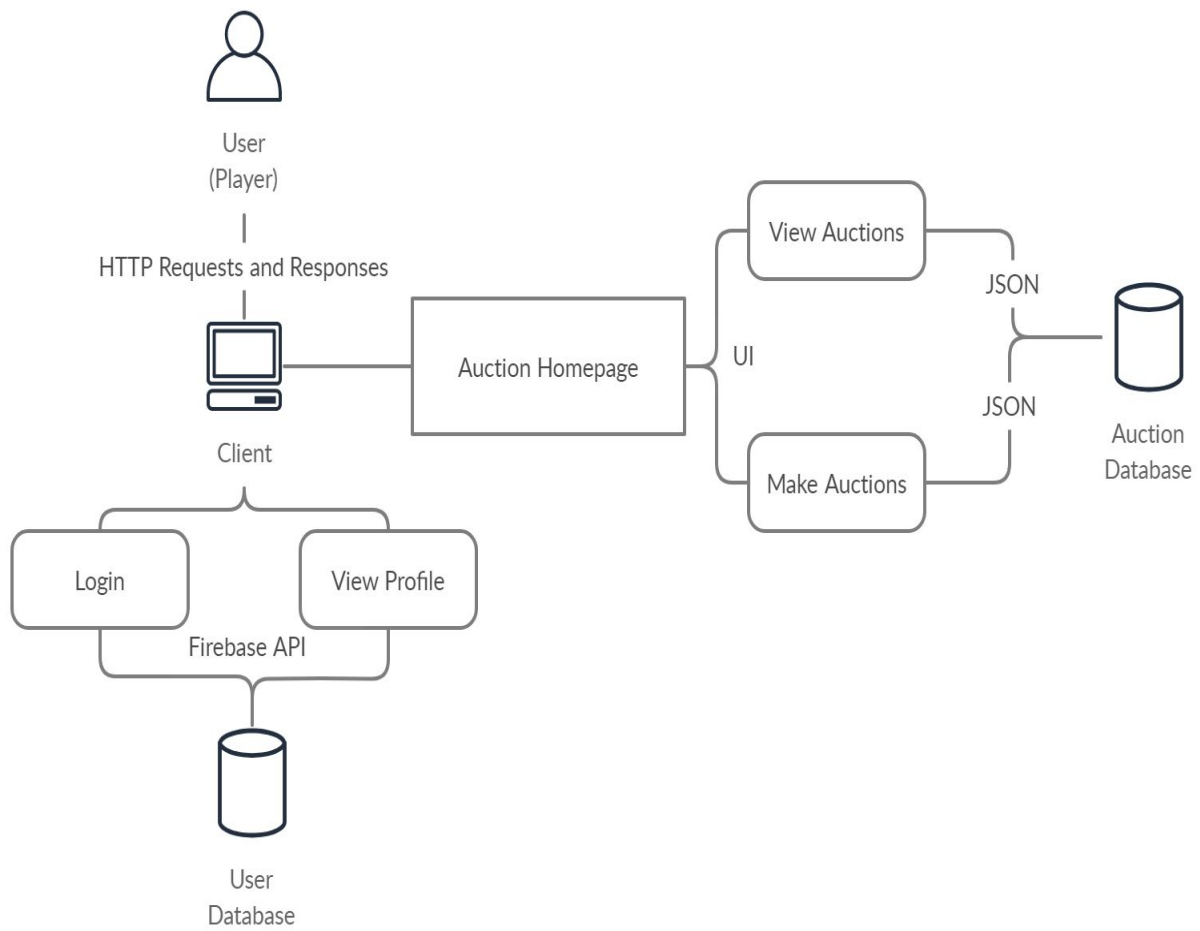 User
(Player)
HTTP Requests and Responses
Client
Login
View Profile
Firebase API
User
Database
Auction Homepage
UI
View Auctions
Make Auctions
JSON
JSON
Auction
Database